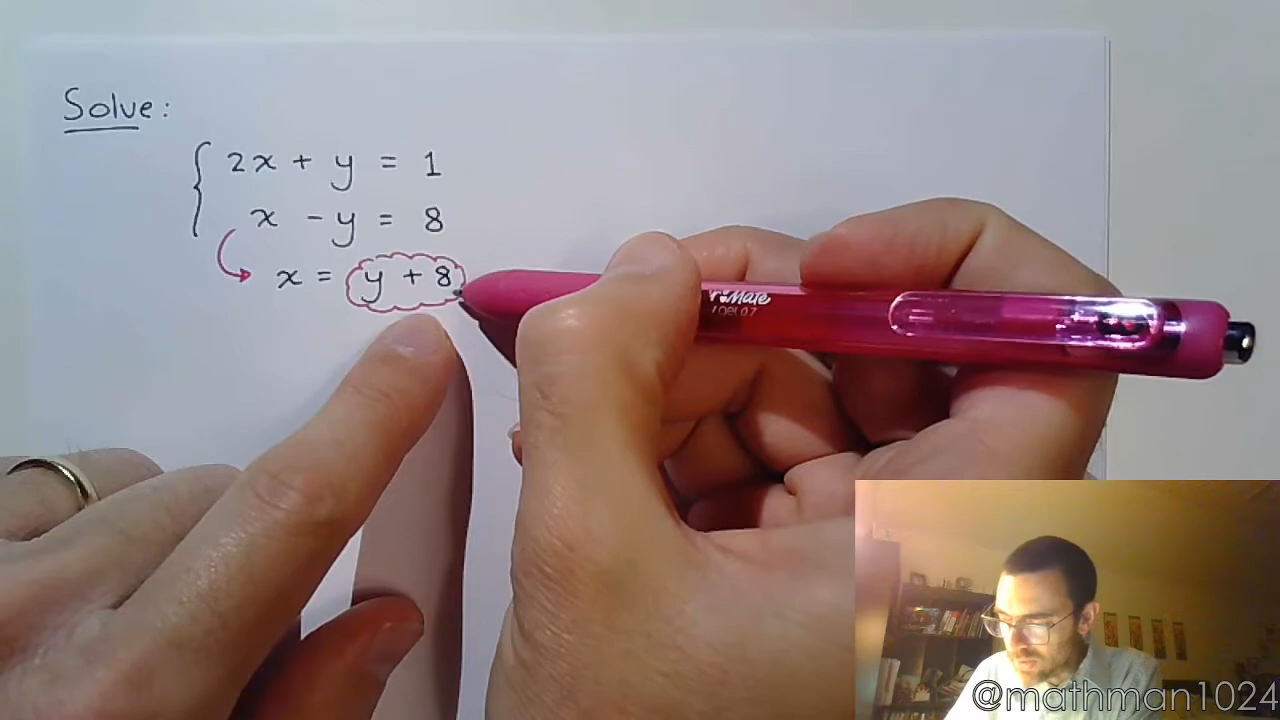 Solve:
2x + y = 1
x - y = 8
x = y + 8
@mathman1024